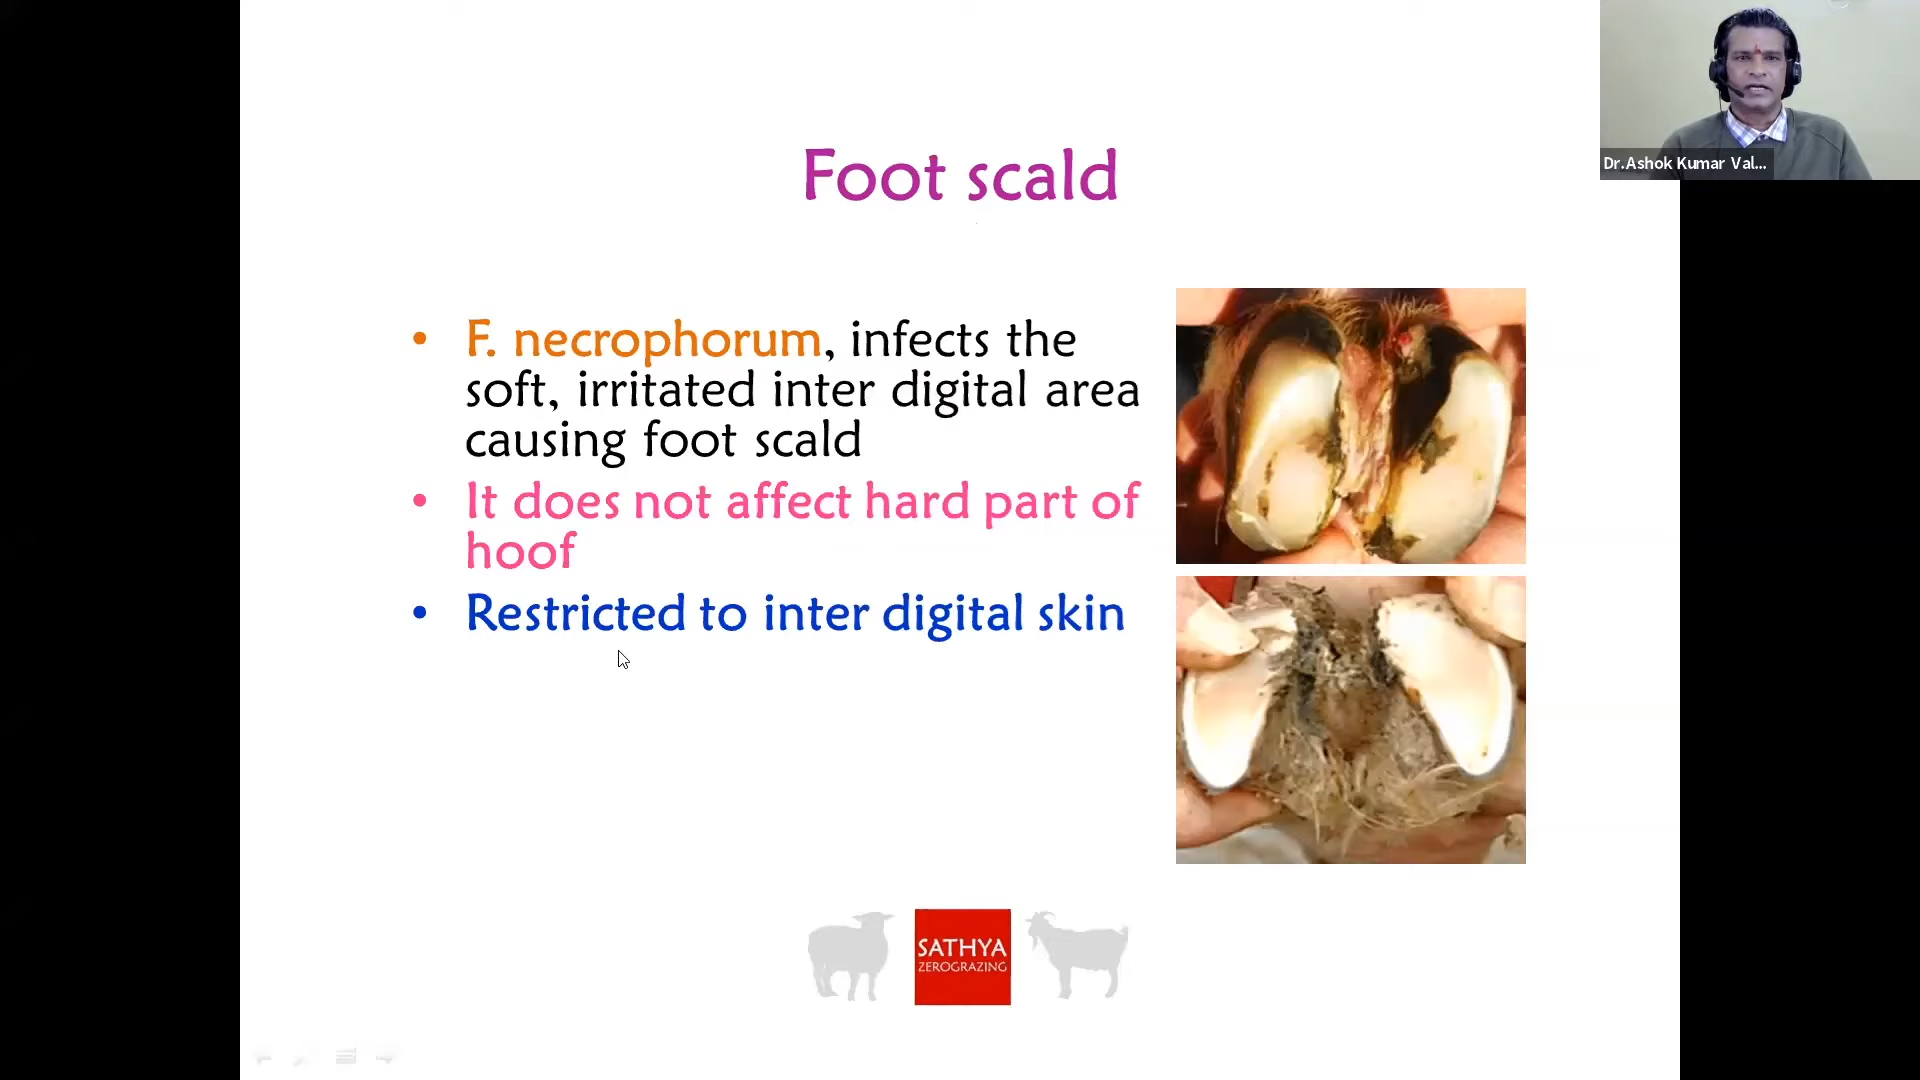 Foot scald
• F. necrophorum, infects the
soft, irritated inter digital area
causing foot scald
• It does not affect hard part of
hoof
• Restricted to inter digital skin
SATHYA
ZEROGRAZING
Dr.Ashok Kumar Val...